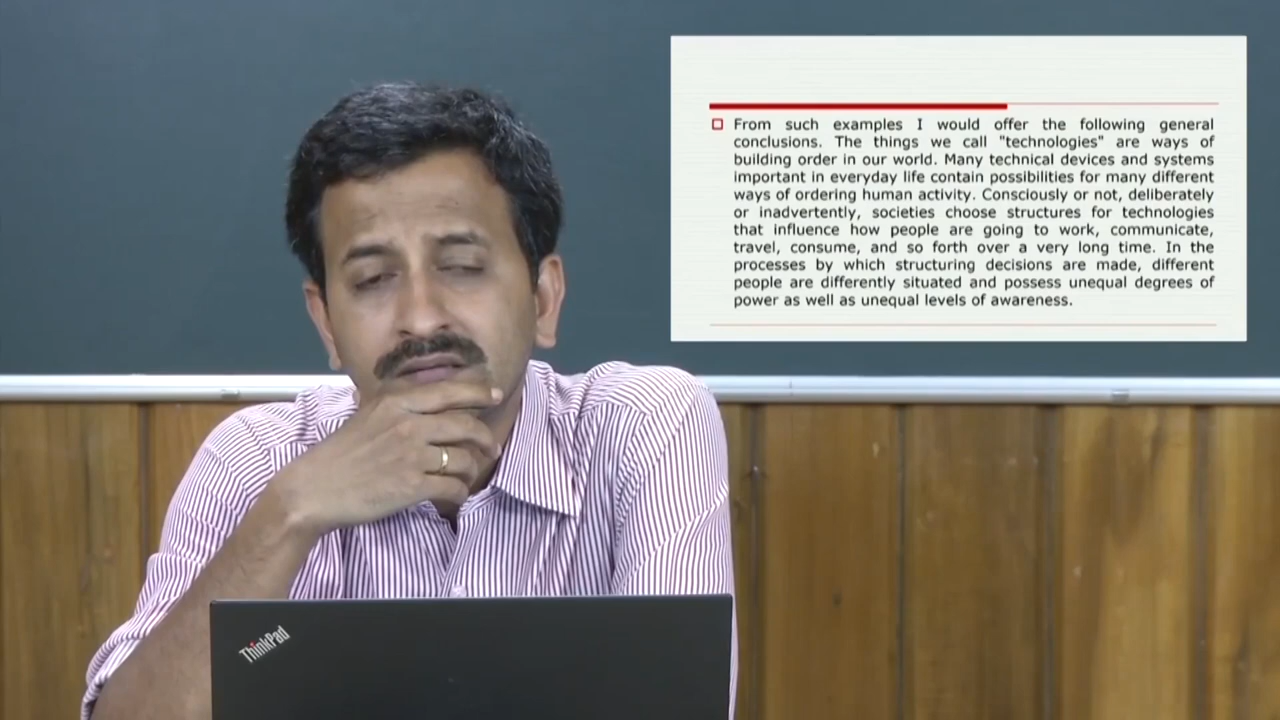 From such examples I would offer the following general
conclusions. The things we call "technologies" are ways of
building order in our world. Many technical devices and systems
important in everyday life contain possibilities for many different
ways of ordering human activity. Consciously or not, deliberately
or inadvertently, societies choose structures for technologies
that influence how people are going to work, communicate,
travel, consume, and so forth over a very long time. In the
processes by which structuring decisions are made, different
people are differently situated and possess unequal degrees of
power as well as unequal levels of awareness.
ThinkPad